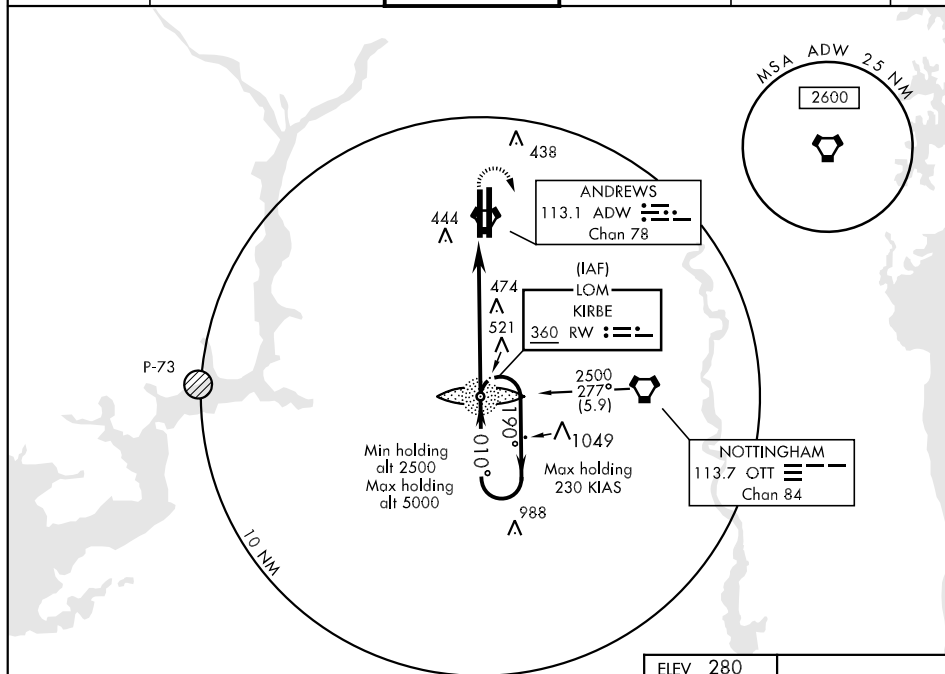 MSA ADW 25 NM
2600
438
ANDREWS
113.1 ADW
Chan 78
444
(IAF)
LOM
KIRBE
360 RW
474
521
P-73
2500
277°
(5.9)
190°
010°
1049
Min holding
alt 2500
Max holding
alt 5000
Max holding
230 KIAS
NOTTINGHAM
113.7 OTT
Chan 84
988
10 NM
ELEV 280